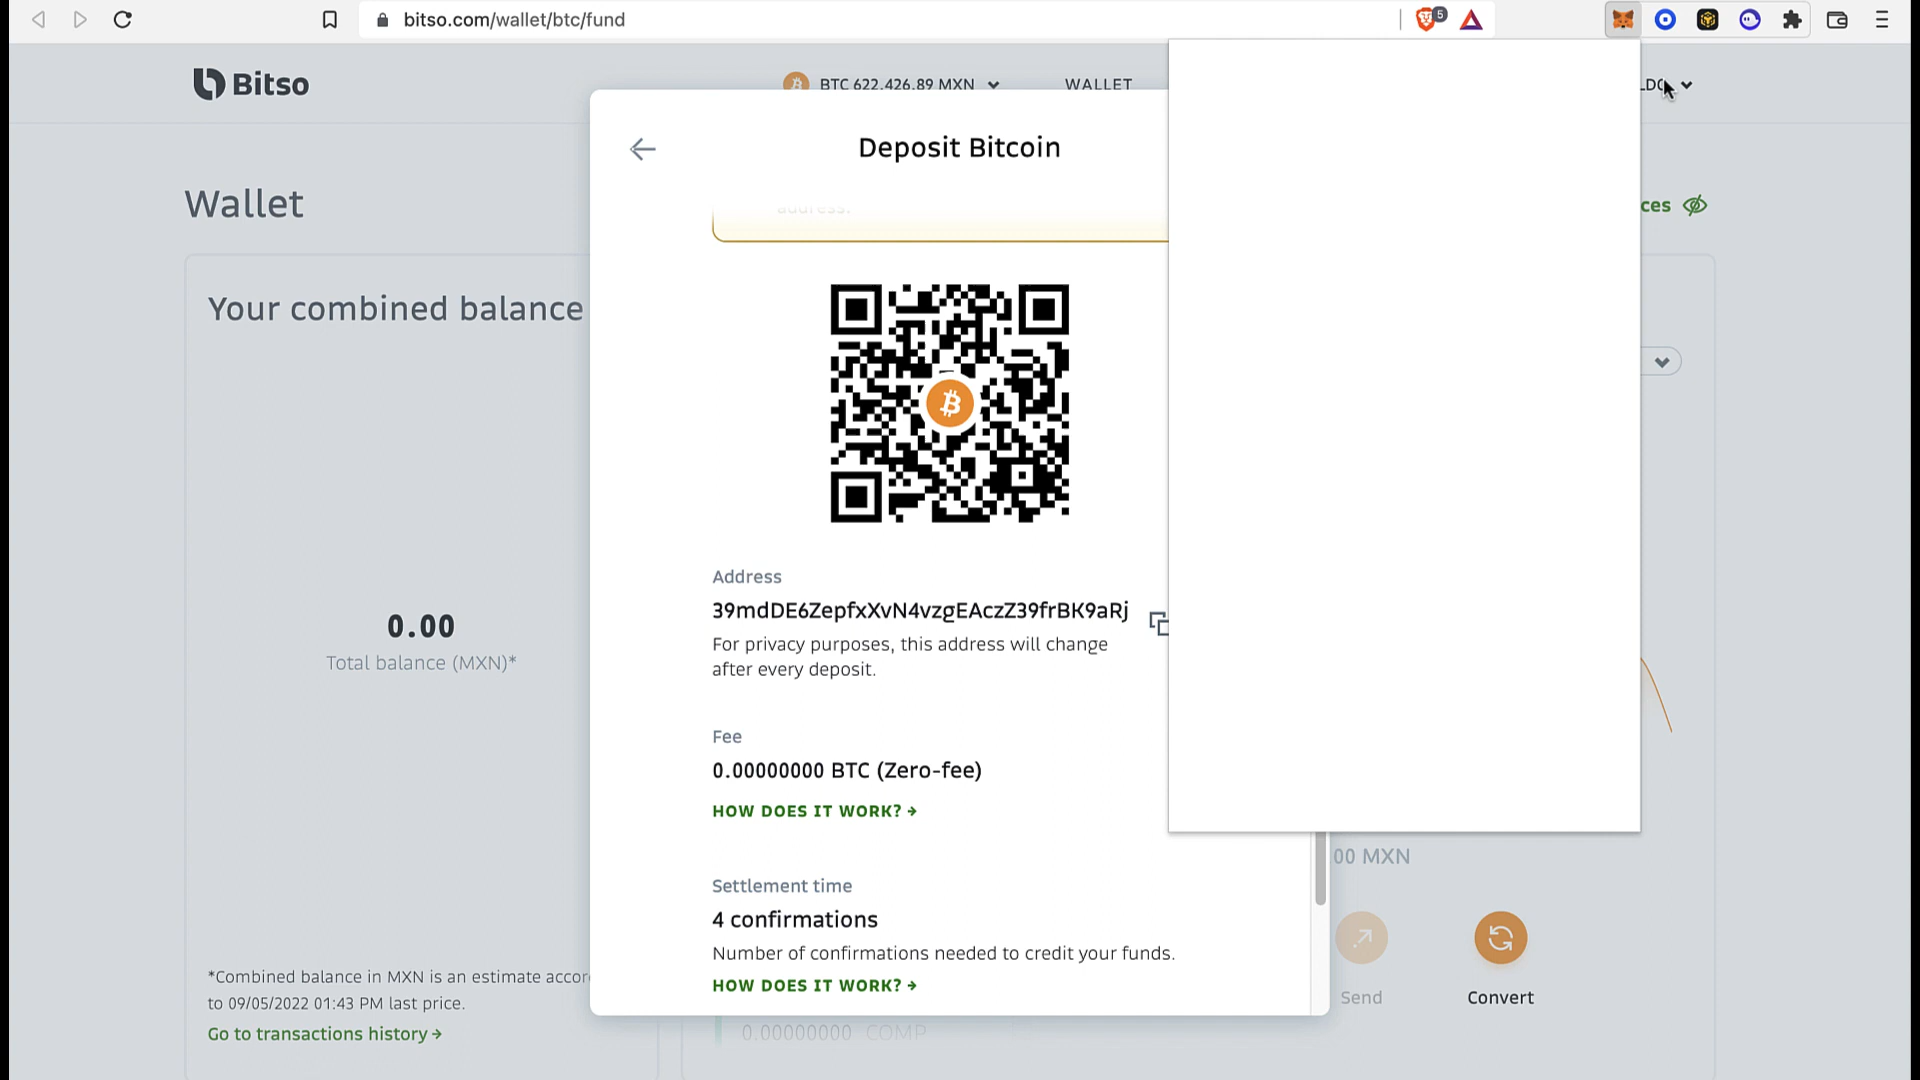 bitso.com/wallet/btc/fund
5
Bitso
BTC 622,426.89 MXN
WALLET
Deposit Bitcoin
address.
Wallet
Your combined balance
0.00
Total balance (MXN)*
Address
39mdDE6ZepfxXvN4vzgEAczZ39frBK9aRj
For privacy purposes, this address will change
after every deposit.
Fee
0.00000000 BTC (Zero-fee)
HOW DOES IT WORK? →
Settlement time
4 confirmations
Number of confirmations needed to credit your funds.
HOW DOES IT WORK? →
*Combined balance in MXN is an estimate
to 09/05/2022 01:43 PM last price.
Go to transactions history →
00 MXN
Send
Convert
0.00000000 COMP